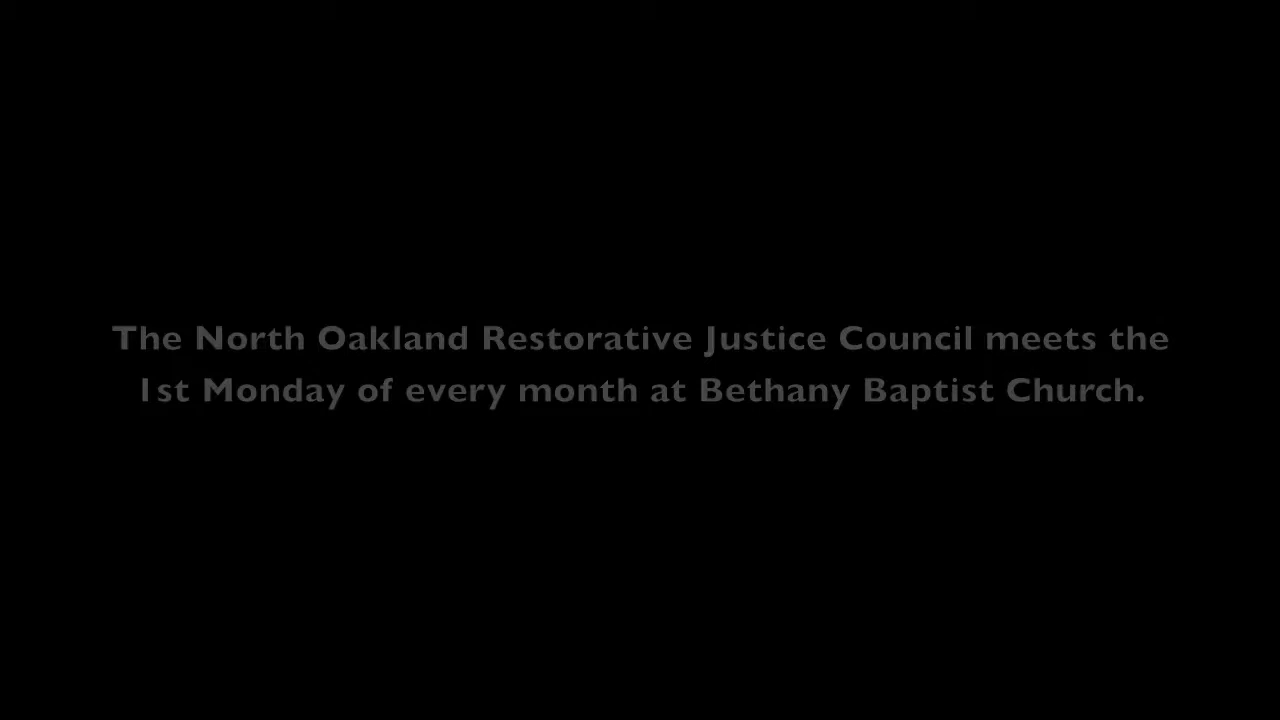 The North Oakland Restorative Justice Council meets the
1st Monday of every month at Bethany Baptist Church.